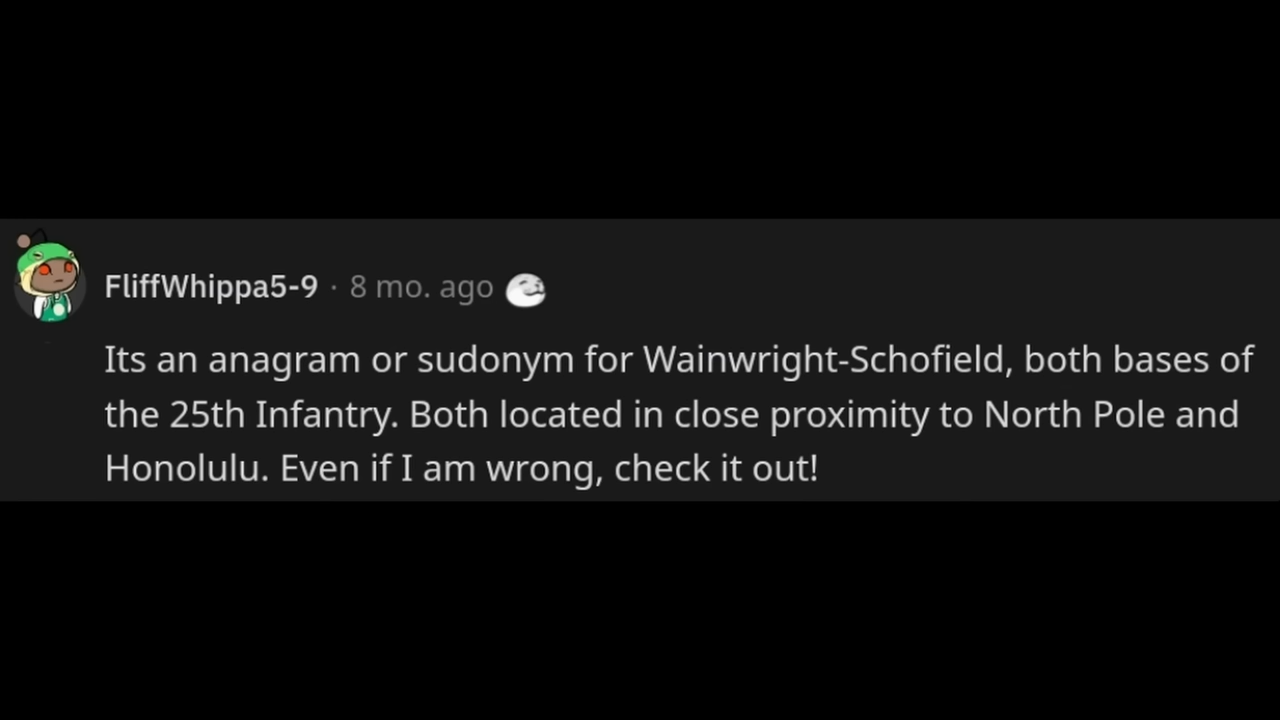 FliffWhippa5-9 · 8 mo. ago
Its an anagram or sudonym for Wainwright-Schofield, both bases of
the 25th Infantry. Both located in close proximity to North Pole and
Honolulu. Even if I am wrong, check it out!